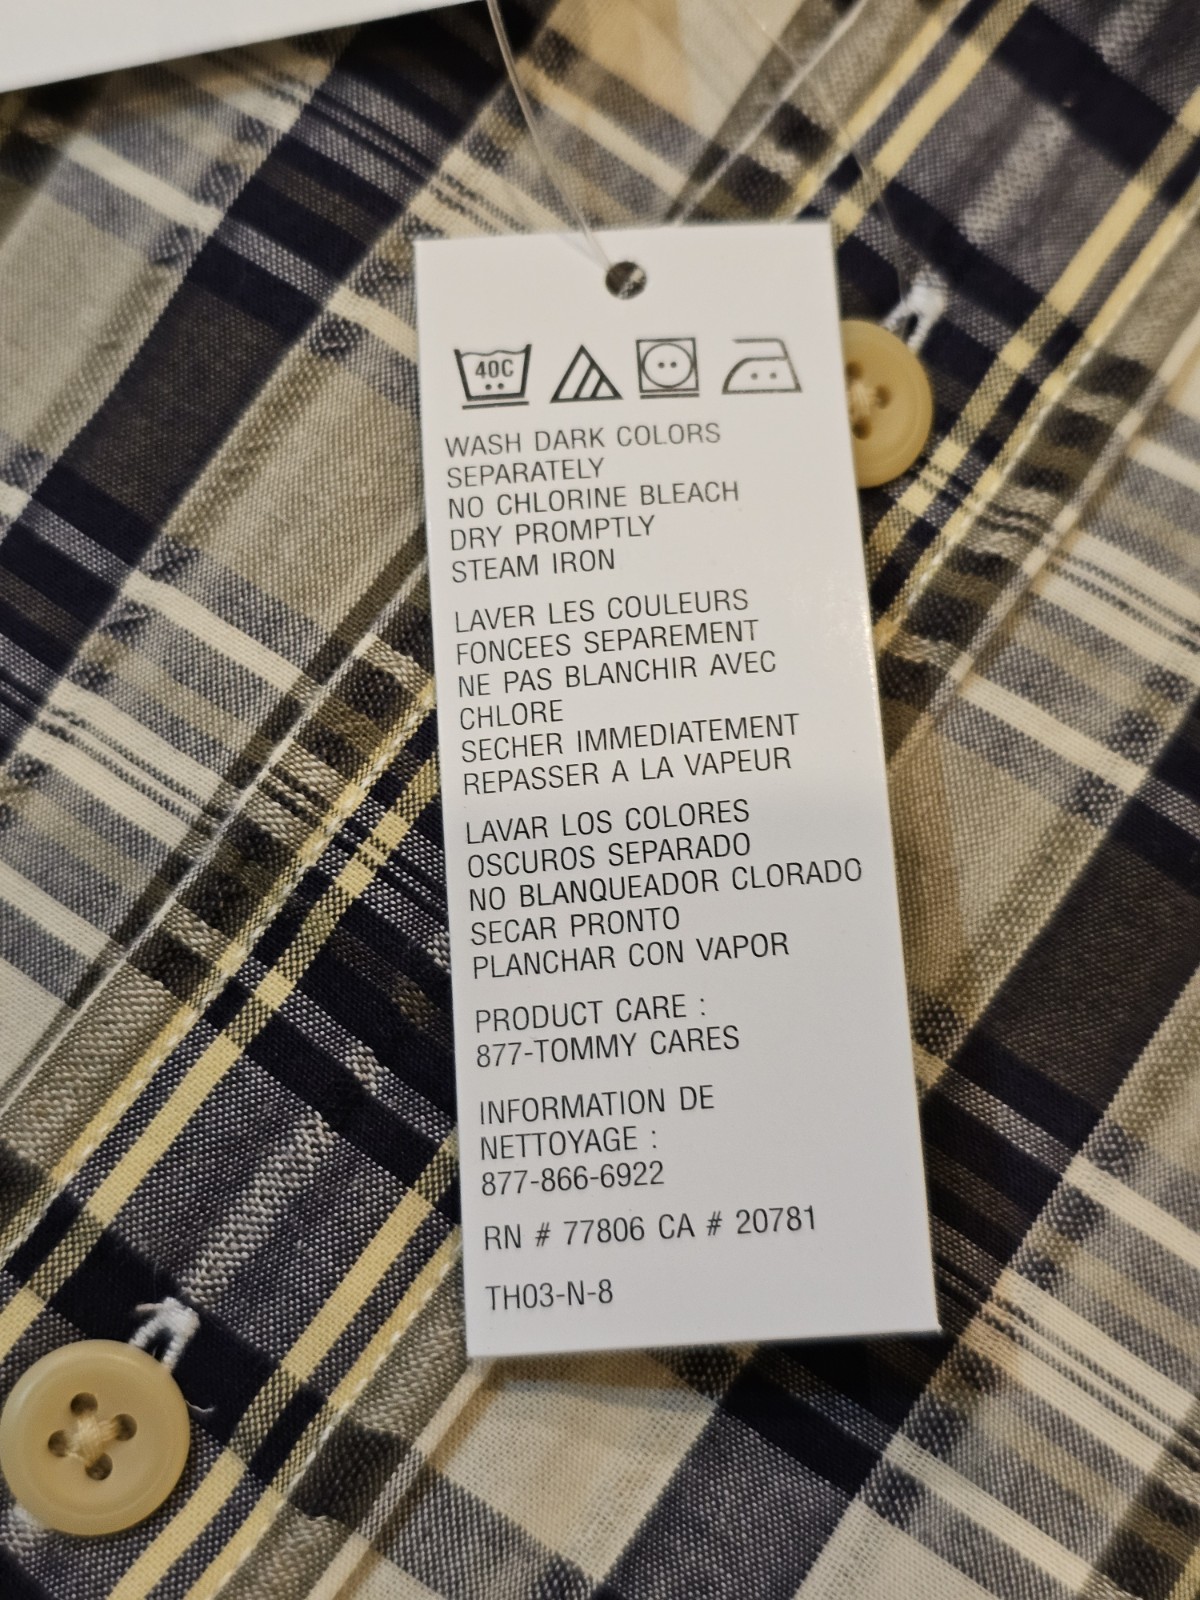 40C
WASH DARK COLORS
SEPARATELY
NO CHLORINE BLEACH
DRY PROMPTLY
STEAM IRON
LAVER LES COULEURS
FONCEES SEPAREMENT
NE PAS BLANCHIR AVEC
CHLORE
SECHER IMMEDIATEMENT
REPASSER A LA VAPEUR
LAVAR LOS COLORES
OSCUROS SEPARADO
NO BLANQUEADOR CLORADO
SECAR PRONTO
PLANCHAR CON VAPOR
PRODUCT CARE :
877-TOMMY CARES
INFORMATION DE
NETTOYAGE :
877-866-6922
RN # 77806 CA # 20781
TH03-N-8